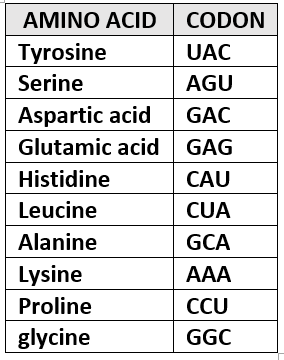 AMINO ACID CODON
Tyrosine UAC
Serine AGU
Aspartic acid GAC
Glutamic acid GAG
Histidine CAU
Leucine CUA
Alanine GCA
Lysine AAA
Proline CCU
glycine GGC